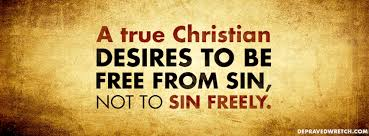 A true Christian
DESIRES TO BE
FREE FROM SIN,
NOT TO SIN FREELY.
DEPRAVEDWRETCH.COM